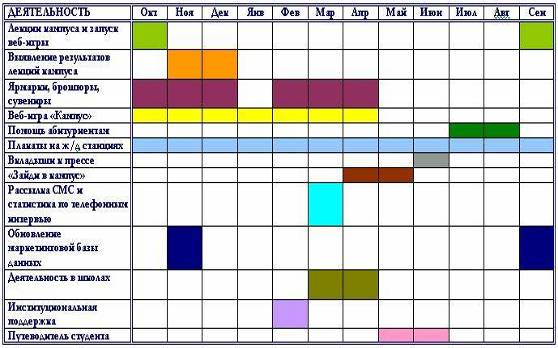 ДЕЯТЕЛЬНОСТЬ Окт Ноя Дек Янв Фев Мар Апр Май Июн Июл Авг Сен
Лекции кампуса и запуск
веб-игры
Выявление результатов
лекций кампуса
Ярмарки, брошюры,
сувениры
Веб-игра «Кампус»
Помощь абитуриентам
Плакаты на ж/д станциях
Вкладыши к прессе
«Зайди в кампус»
Рассылка СМС и
статистика по телефонным
интервью
Обновление
маркетинговой базы
данных
Деятельность в школах
Институциональная
поддержка
Путеводитель студента